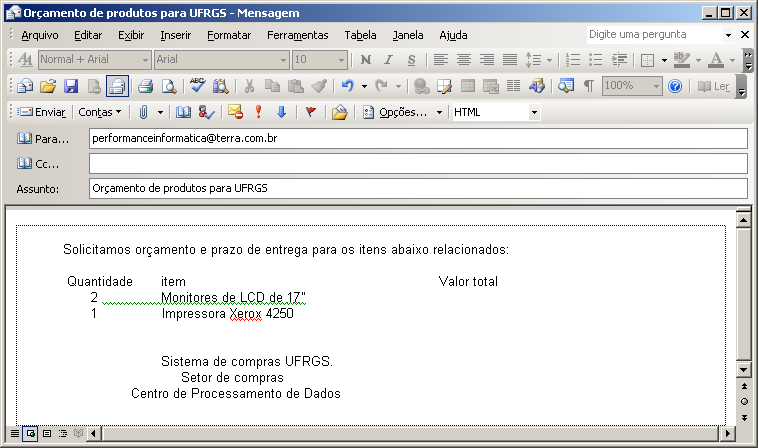 Orçamento de produtos para UFRGS - Mensagem
Arquivo Editar Exibir Inserir Formatar Ferramentas Tabela Janela Ajuda Digite uma pergunta
Normal + Arial Arial 10 N I S
100% Ler
Enviar Contas Opções... HTML
Para... performanceinformatica@terra.com.br
Cc...
Assunto: Orçamento de produtos para UFRGS
Solicitamos orçamento e prazo de entrega para os itens abaixo relacionados:
Quantidade item Valor total
2 Monitores de LCD de 17"
1 Impressora Xerox 4250
Sistema de compras UFRGS.
Setor de compras
Centro de Processamento de Dados